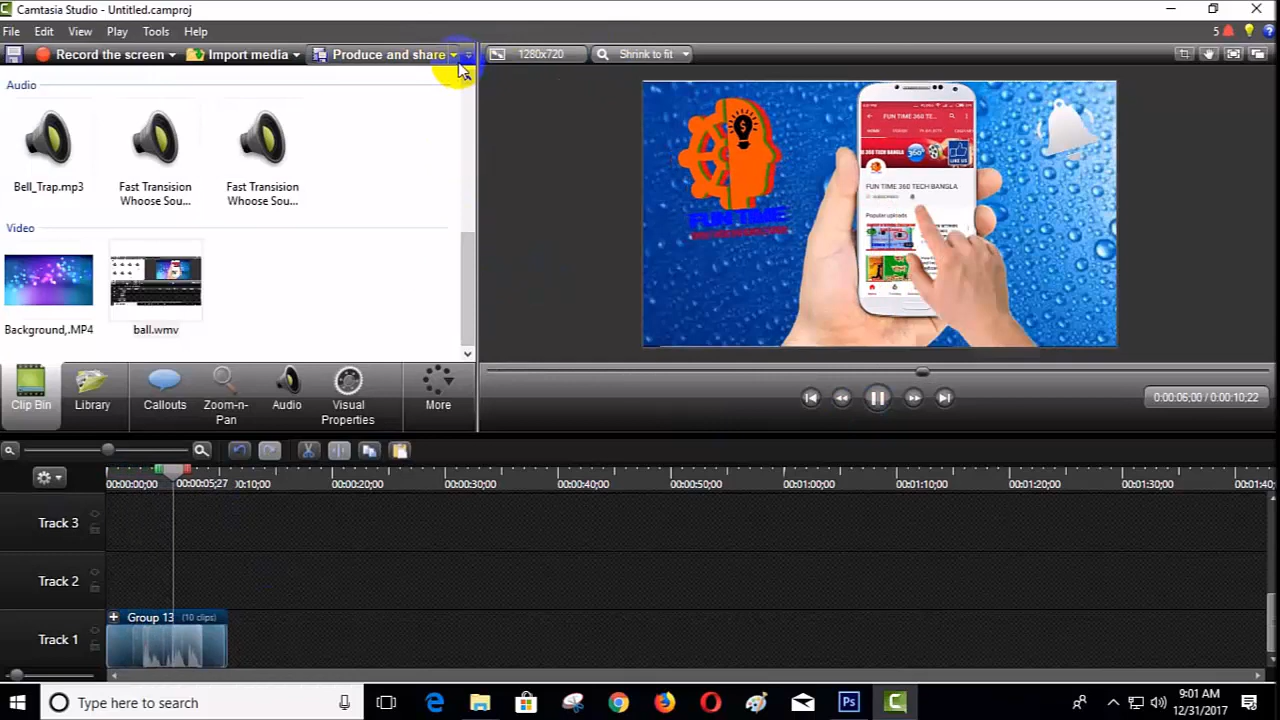 Camtasia Studio - Untitled.camproj
File Edit View Play Tools Help
5
Record the screen Import media Produce and share 1280x720 Shrink to fit
Audio
Bell_Trap.mp3
Fast Transision
Whoose Sou...
Fast Transision
Whoose Sou...
Video
Background,.MP4
ball.wmv
FUN TIME
FUN TIME 360 TE...
FUN TIME 360 TECH BANGLA
Popular uploads
360
LIKE US
Clip Bin
Library
Callouts
Zoom-n-
Pan
Audio
Visual
Properties
More
0:00:06;00 / 0:00:10;22
00:00:00;00 00:00:05;27 00:00:20;00 00:00:30;00 00:00:40;00 00:00:50;00 00:01:00;00 00:01:10;00 00:01:20;00 00:01:30;00
Track 3
Track 2
Group 13 (10 clips)
Track 1
Type here to search
9:01 AM
12/31/2017